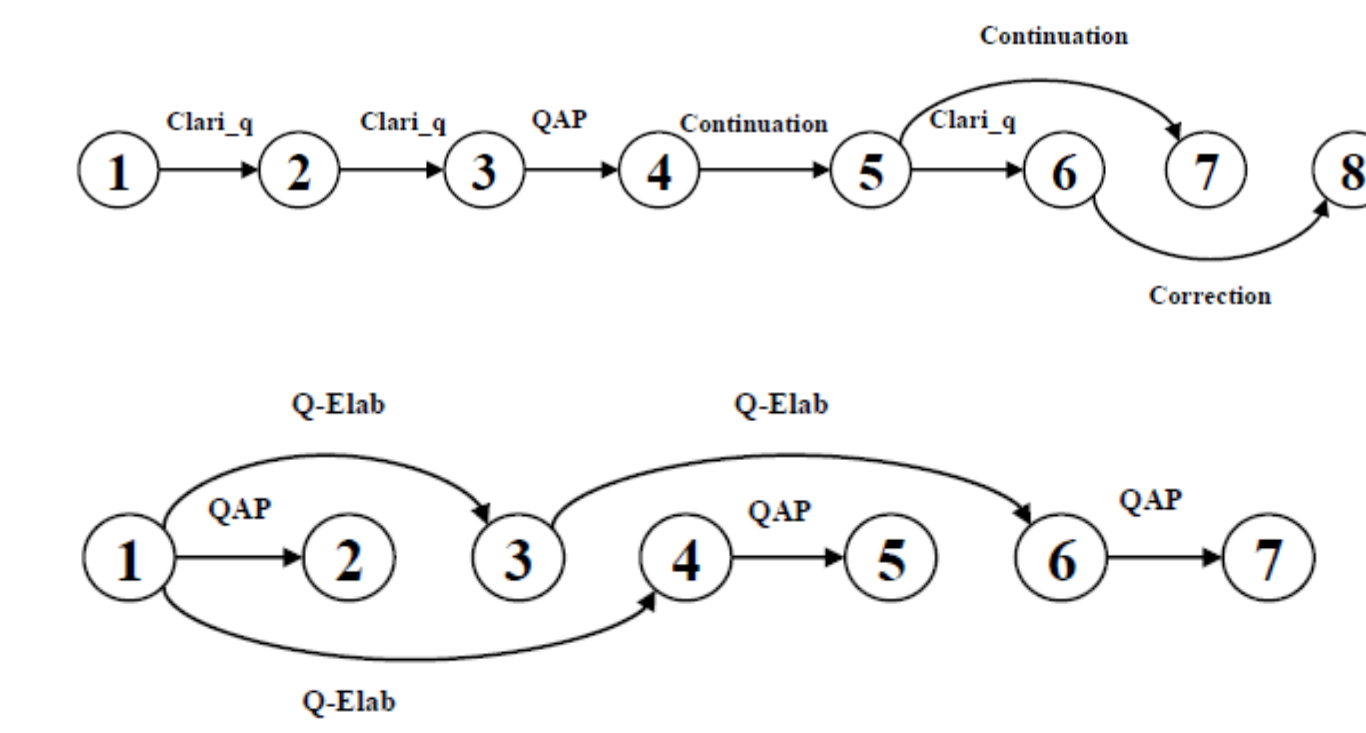 Continuation
Clari_q Clari_q QAP Continuation Clari_q
1 2 3 4 5 6 7 8
Correction
Q-Elab Q-Elab
QAP QAP QAP
1 2 3 4 5 6 7
Q-Elab